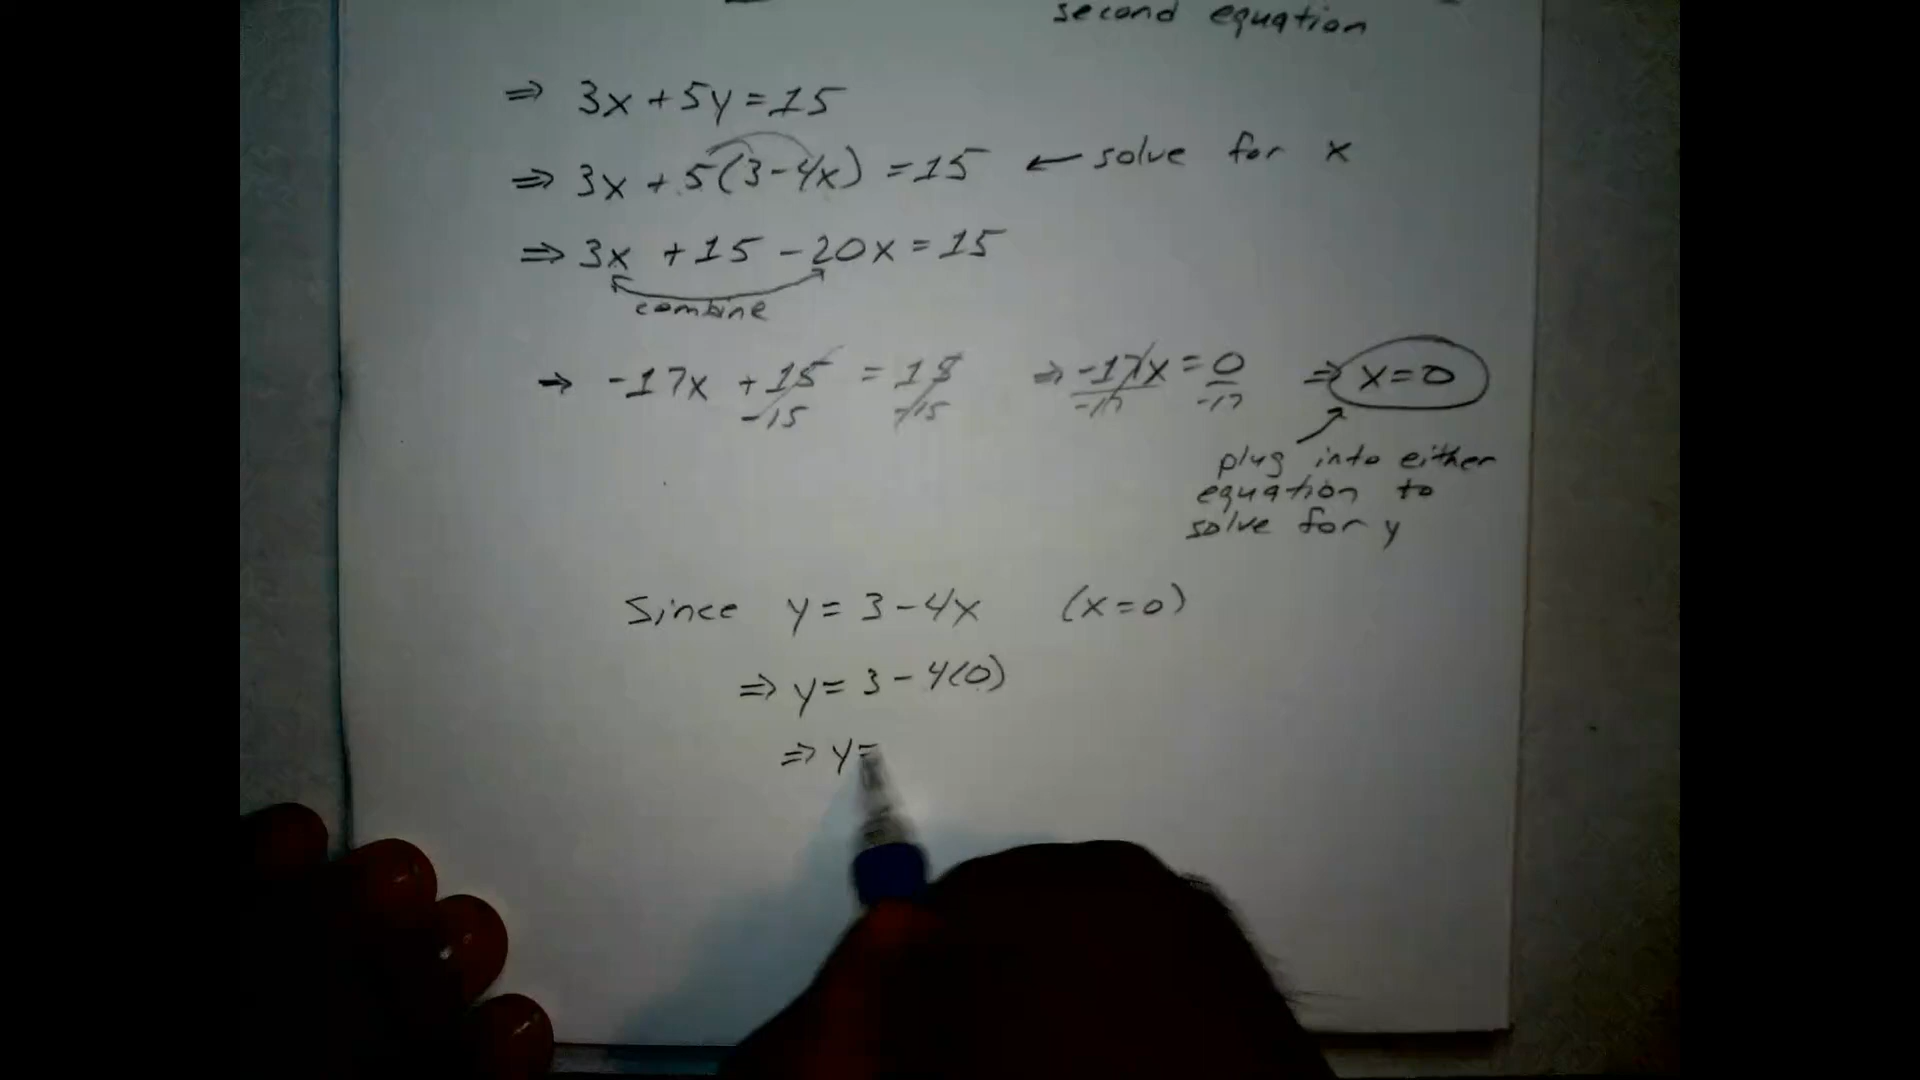 second equation
⇒ 3x + 5y = 15
⇒ 3x + 5(3 - 4x) = 15 ← solve for x
⇒ 3x + 15 - 20x = 15
combine
→ -17x + 15 = 15 ⇒ -17x = 0 ⇒ x = 0
-15 -15 -17 -17
plug into either
equation to
solve for y
Since y = 3 - 4x (x = 0)
⇒ y = 3 - 4(0)
⇒ y =